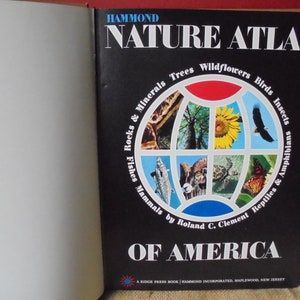 HAMMOND
NATURE ATLA
Fishes Rocks & Minerals Trees Wildflowers Birds Insects
Mammals by Roland C. Clement Reptiles & Amphibians
OF AMERICA
A RIDGE PRESS BOOK / HAMMOND INCORPORATED, MAPLEWOOD, NEW JERSEY